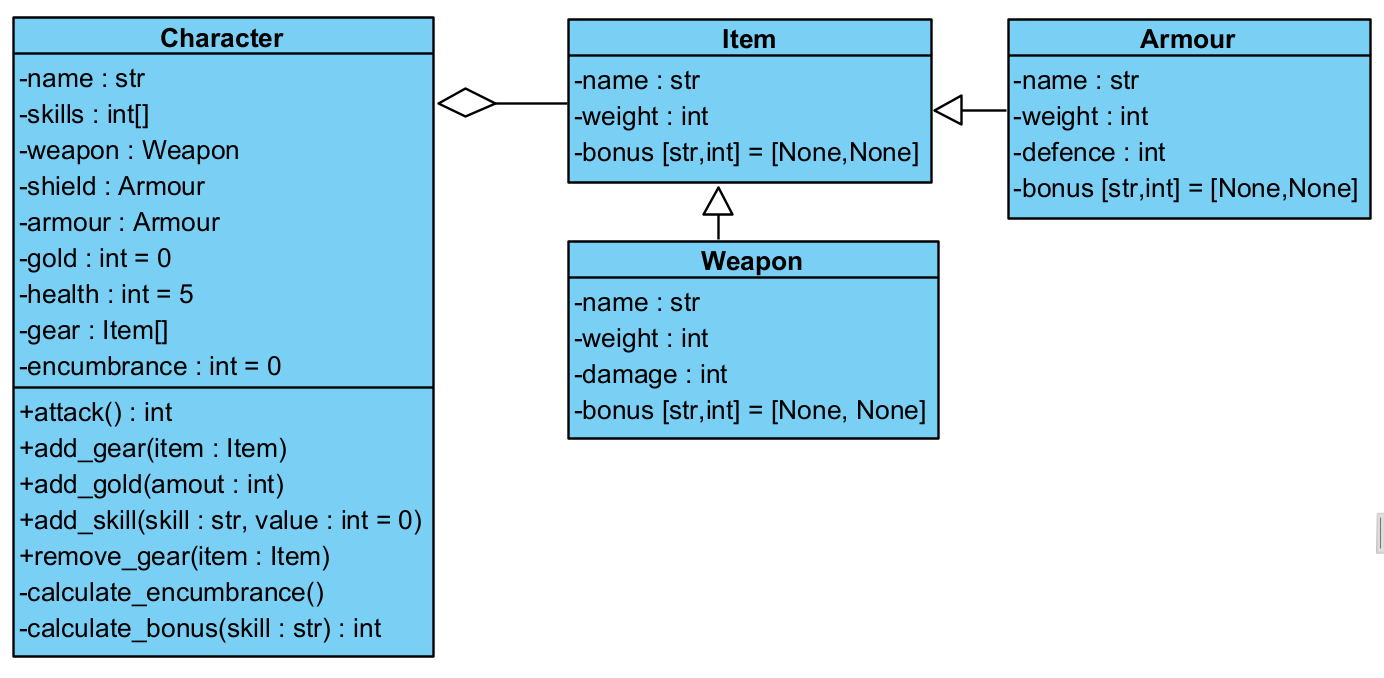 Character
-name : str
-skills : int[]
-weapon : Weapon
-shield : Armour
-armour : Armour
-gold : int = 0
-health : int = 5
-gear : Item[]
-encumbrance : int = 0
+attack() : int
+add_gear(item : Item)
+add_gold(amout : int)
+add_skill(skill : str, value : int = 0)
+remove_gear(item : Item)
-calculate_encumbrance()
-calculate_bonus(skill : str) : int
Item
-name : str
-weight : int
-bonus [str,int] = [None,None]
Weapon
-name : str
-weight : int
-damage : int
-bonus [str,int] = [None, None]
Armour
-name : str
-weight : int
-defence : int
-bonus [str,int] = [None,None]